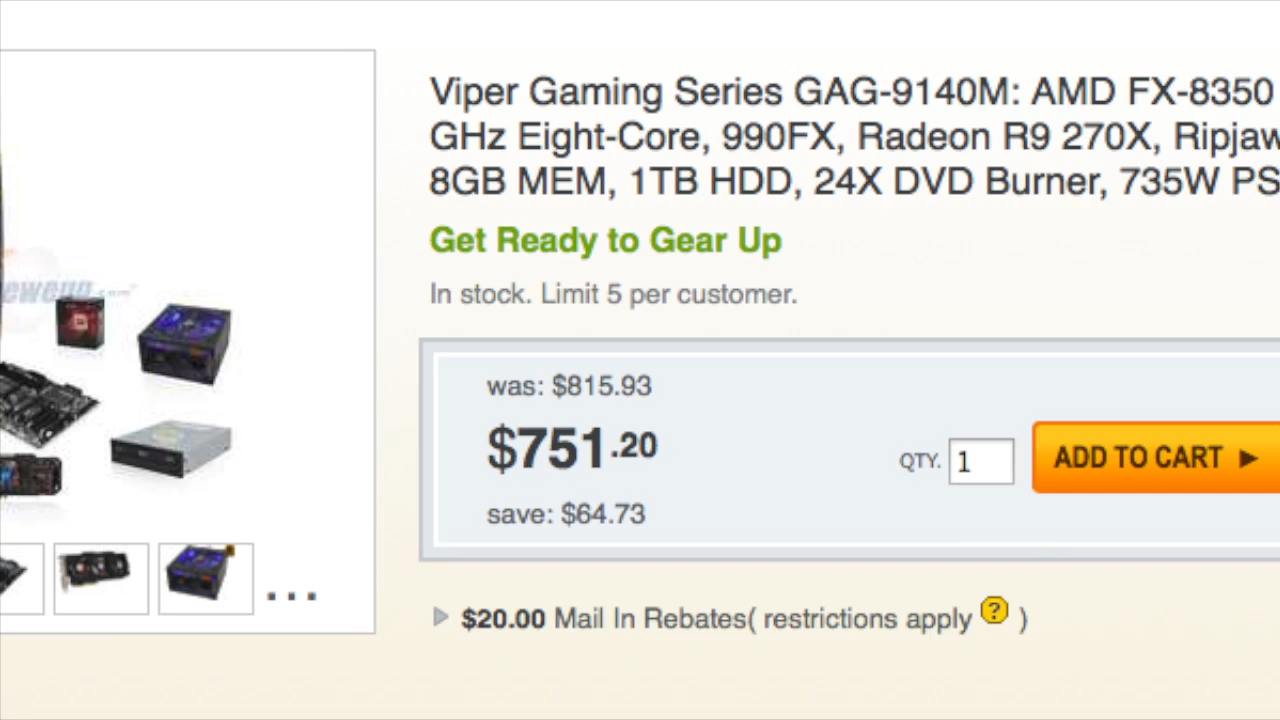 Viper Gaming Series GAG-9140M: AMD FX-8350
GHz Eight-Core, 990FX, Radeon R9 270X, Ripjaw
8GB MEM, 1TB HDD, 24X DVD Burner, 735W PS
Get Ready to Gear Up
In stock. Limit 5 per customer.
was: $815.93
$751.20
QTY. 1
ADD TO CART ►
save: $64.73
$20.00 Mail In Rebates( restrictions apply ? )
...